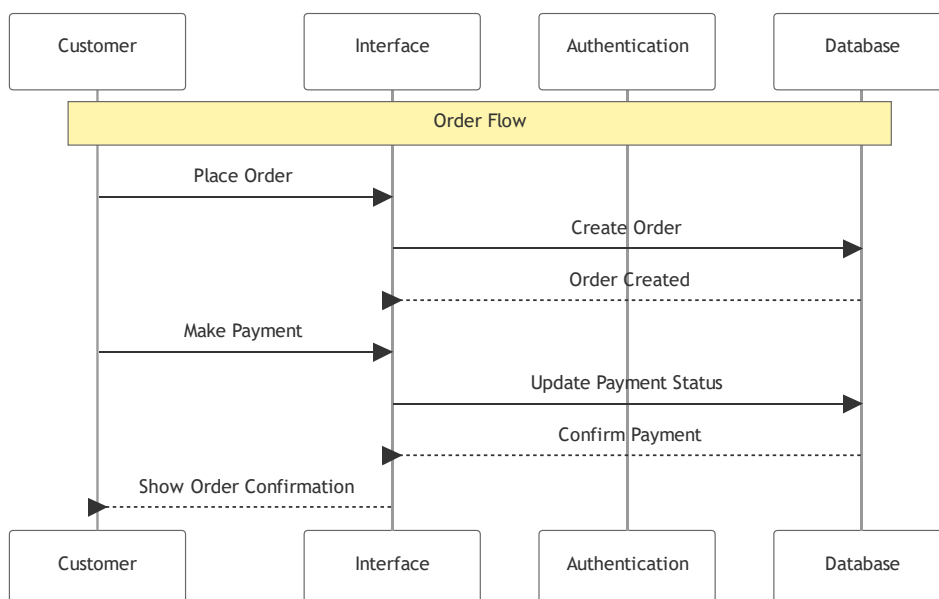 Customer
Interface
Authentication
Database
Order Flow
Place Order
Create Order
Order Created
Make Payment
Update Payment Status
Confirm Payment
Show Order Confirmation
Customer
Interface
Authentication
Database